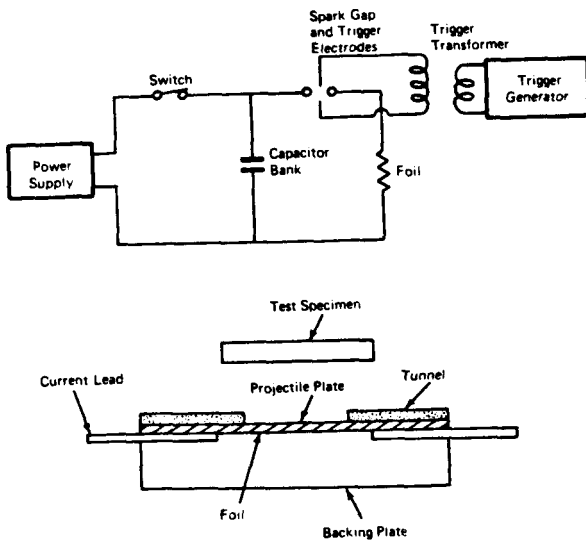 Spark Gap
and Trigger
Electrodes
Trigger
Transformer
Switch
Trigger
Generator
Power
Supply
Capacitor
Bank
Foil
Test Specimen
Current Lead
Projectile Plate
Tunnel
Foil
Backing Plate